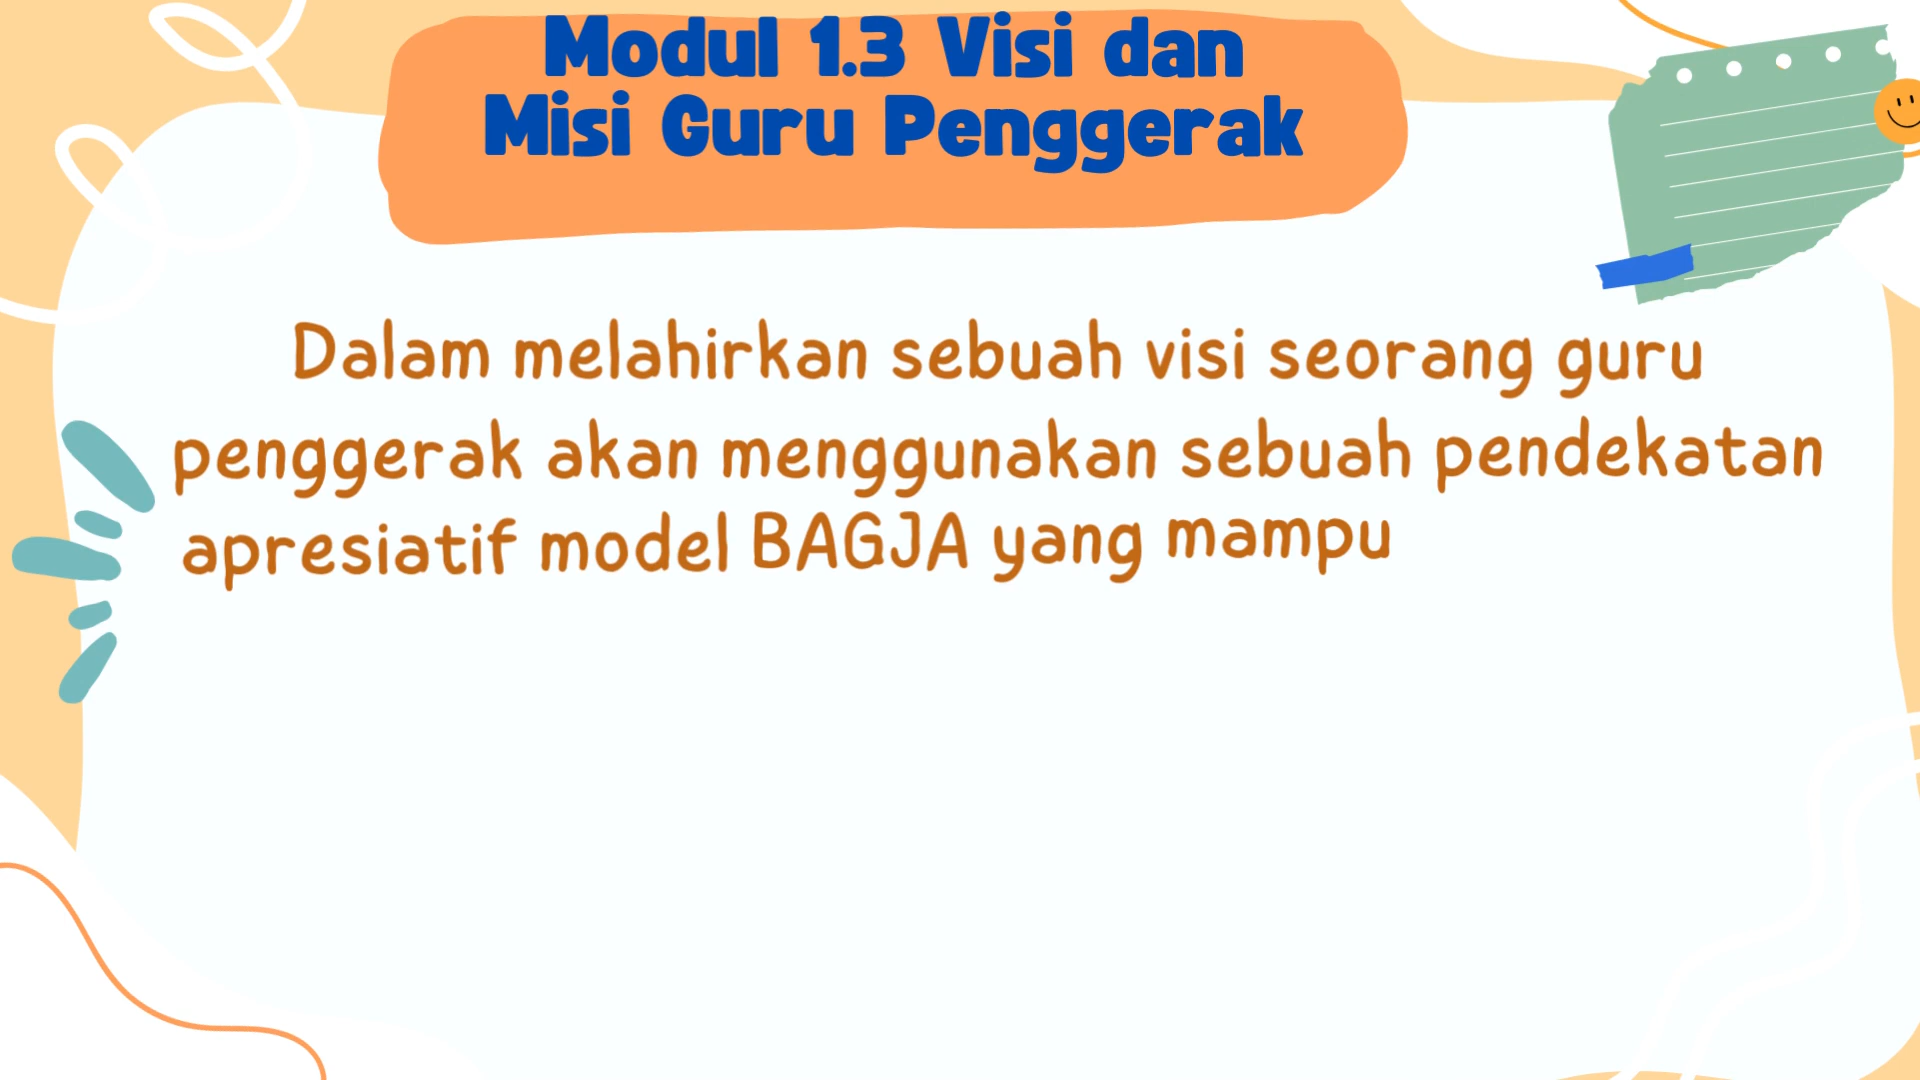 Modul 1.3 Visi dan
Misi Guru Penggerak
Dalam melahirkan sebuah visi seorang guru
penggerak akan menggunakan sebuah pendekatan
apresiatif model BAGJA yang mampu